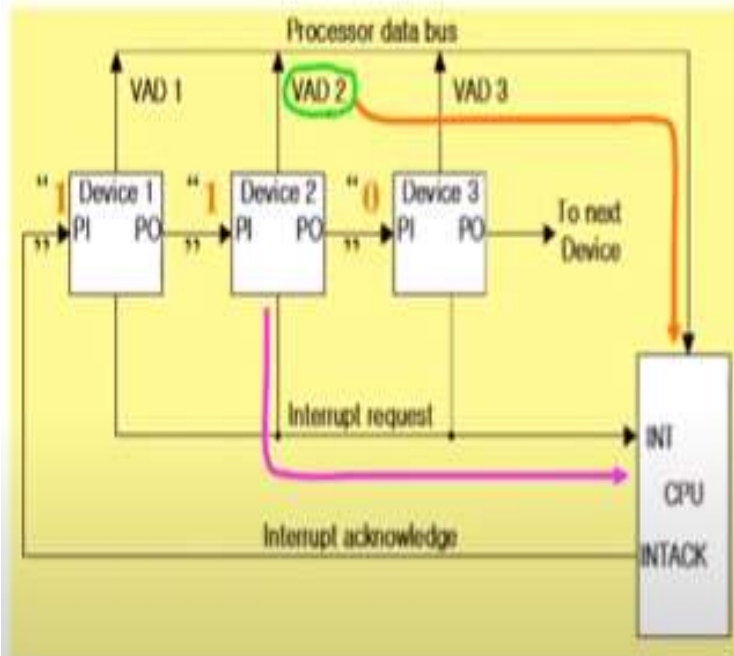 Processor data bus
VAD 1
VAD 2
VAD 3
“1”
Device 1
PI
PO
“1”
Device 2
PI
PO
“0”
Device 3
PI
PO
To next
Device
Interrupt request
INT
CPU
Interrupt acknowledge
INTACK